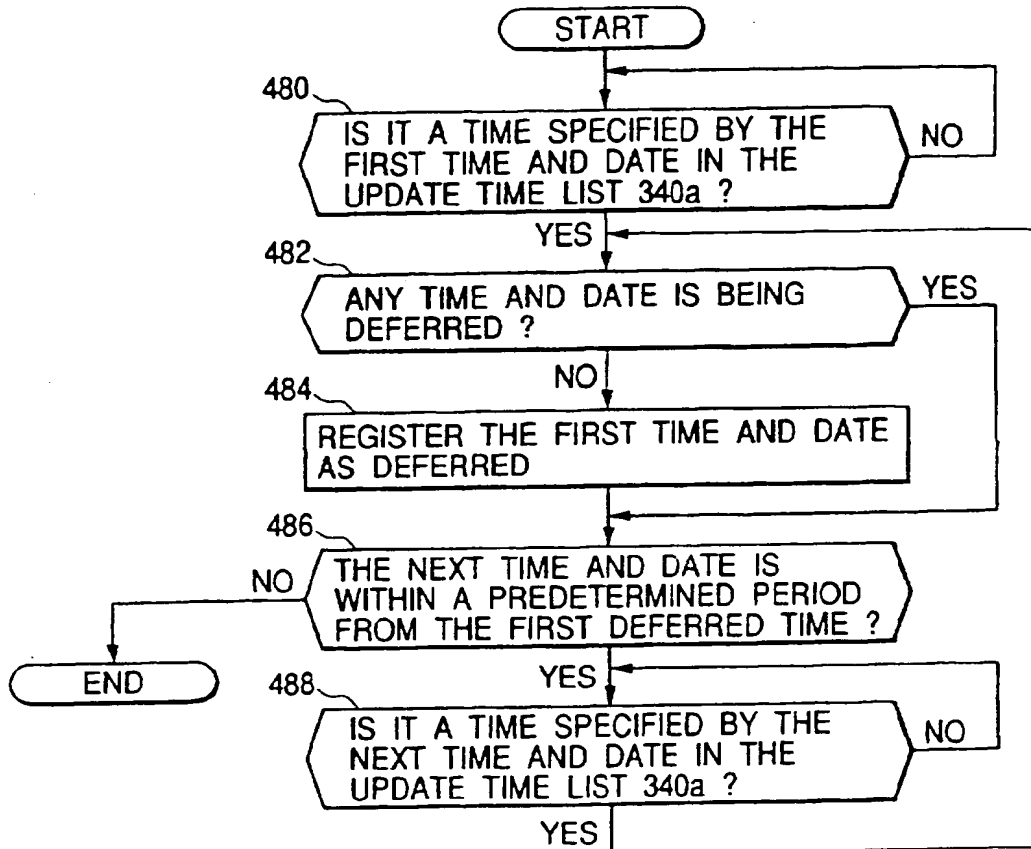 START
480
IS IT A TIME SPECIFIED BY THE
FIRST TIME AND DATE IN THE
UPDATE TIME LIST 340a ?
NO
YES
482
ANY TIME AND DATE IS BEING
DEFERRED ?
YES
NO
484
REGISTER THE FIRST TIME AND DATE
AS DEFERRED
486
THE NEXT TIME AND DATE IS
WITHIN A PREDETERMINED PERIOD
FROM THE FIRST DEFERRED TIME ?
NO
END
YES
488
IS IT A TIME SPECIFIED BY THE
NEXT TIME AND DATE IN THE
UPDATE TIME LIST 340a ?
NO
YES